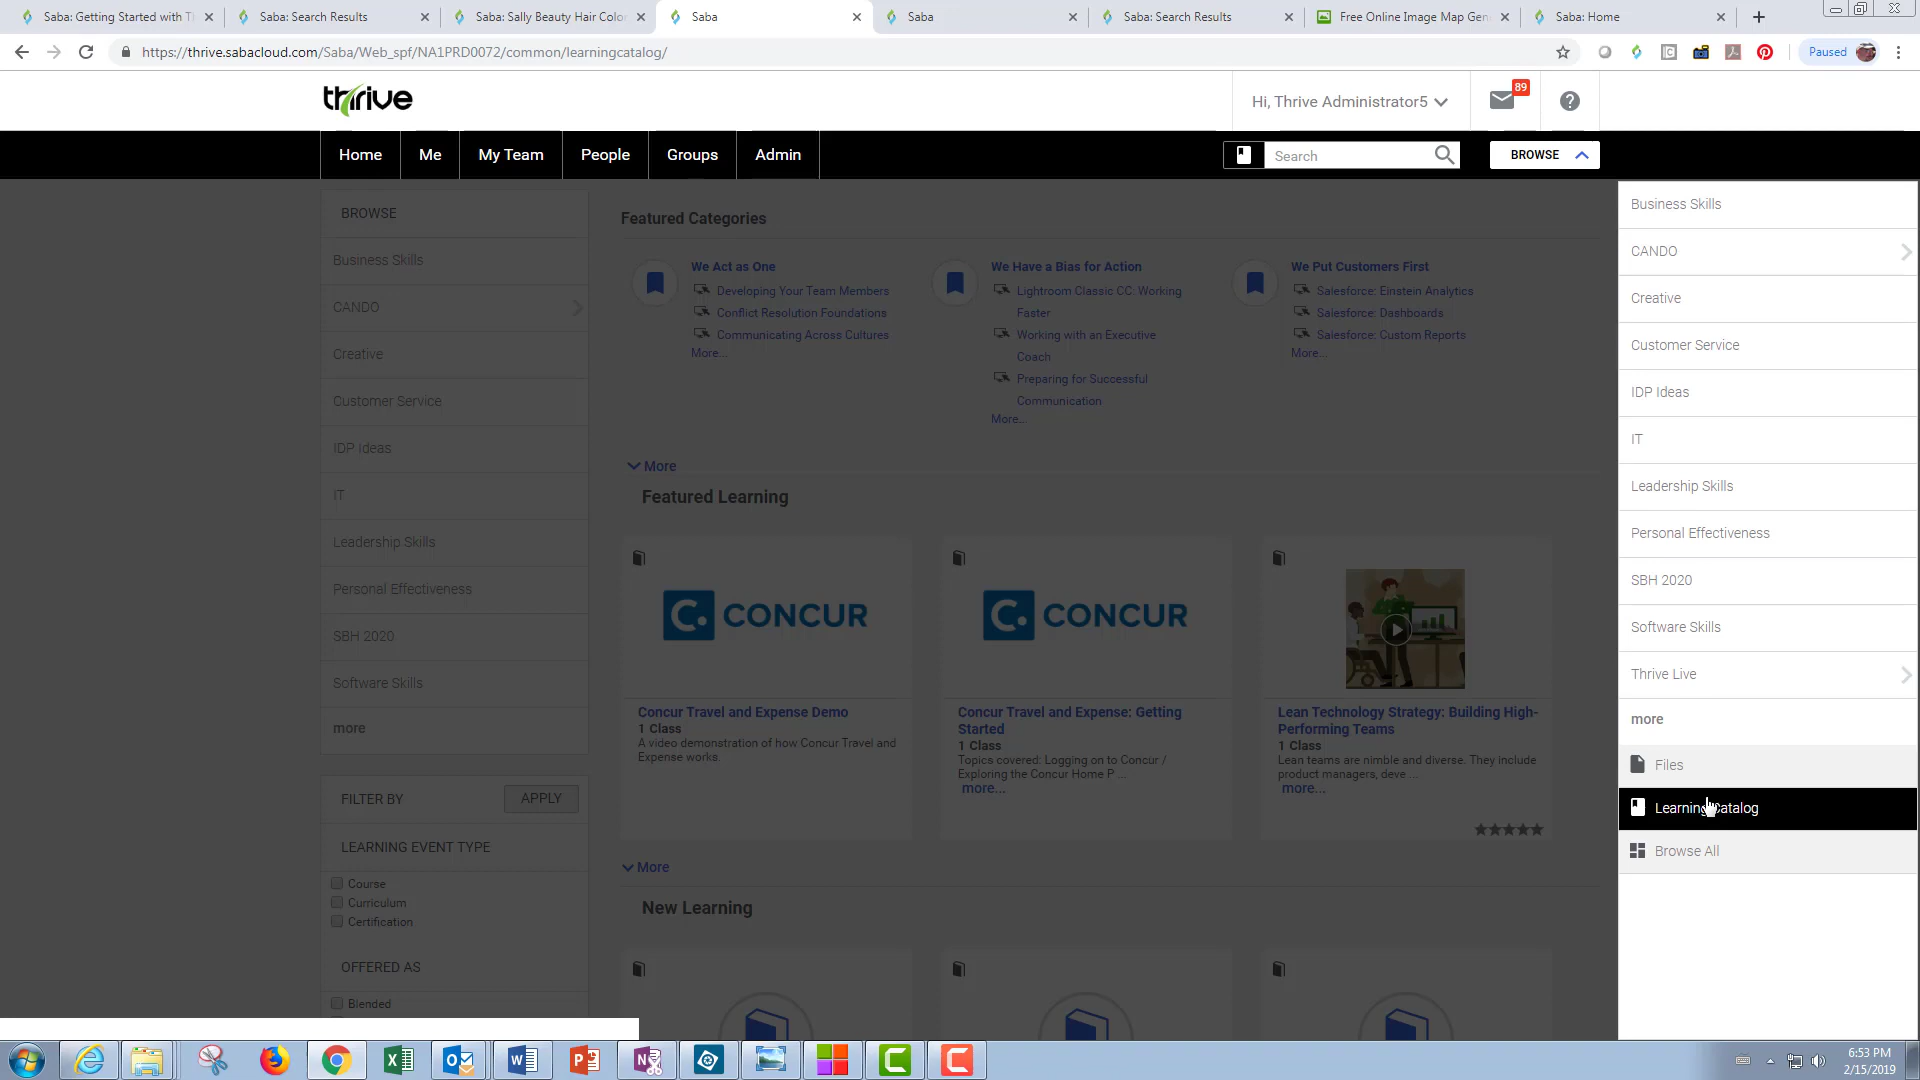 Saba: Getting Started with T
Saba: Search Results
Saba: Sally Beauty Hair Color
Saba
Saba
Saba: Search Results
Free Online Image Map Gen
Saba: Home
https://thrive.sabacloud.com/Saba/Web_spf/NA1PRD0072/common/learningcatalog/
Paused
thrive
Hi, Thrive Administrator5
89
Home
Me
My Team
People
Groups
Admin
Search
BROWSE
BROWSE
Business Skills
CANDO
Creative
Customer Service
IDP Ideas
IT
Leadership Skills
Personal Effectiveness
SBH 2020
Software Skills
more
FILTER BY
APPLY
LEARNING EVENT TYPE
Course
Curriculum
Certification
OFFERED AS
Blended
Featured Categories
We Act as One
Developing Your Team Members
Conflict Resolution Foundations
Communicating Across Cultures
More...
We Have a Bias for Action
Lightroom Classic CC: Working
Faster
Working with an Executive
Coach
Preparing for Successful
Communication
More...
We Put Customers First
Salesforce: Einstein Analytics
Salesforce: Dashboards
Salesforce: Custom Reports
More...
More
Featured Learning
CONCUR
Concur Travel and Expense Demo
1 Class
A video demonstration of how Concur Travel and
Expense works.
CONCUR
Concur Travel and Expense: Getting
Started
1 Class
Topics covered: Logging on to Concur /
Exploring the Concur Home P ...
more...
Lean Technology Strategy: Building High-
Performing Teams
1 Class
Lean teams are nimble and diverse. They include
product managers, deve ...
more...
More
New Learning
Business Skills
CANDO
Creative
Customer Service
IDP Ideas
IT
Leadership Skills
Personal Effectiveness
SBH 2020
Software Skills
Thrive Live
more
Files
Learning Catalog
Browse All
6:53 PM
2/15/2019